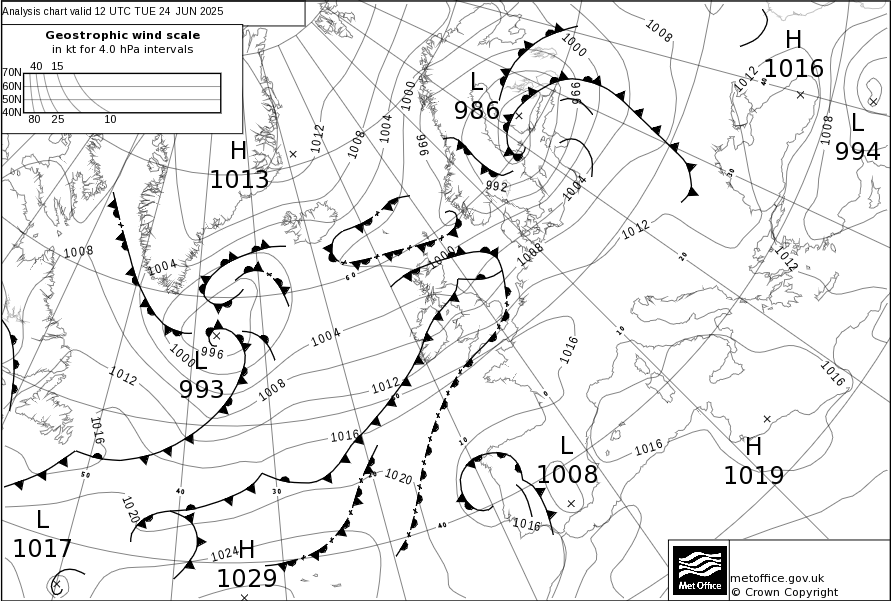 Analysis chart valid 12 UTC TUE 24 JUN 2025
Geostrophic wind scale
in kt for 4.0 hPa intervals
40 15
70N
60N
50N
40N
80 25 10
1008
1000
H
1016
1012
40
L
986
996
1000
1004
1008
1012
996
1008
L
994
H
1013
992
1004
30
1012
1008
1004
1000
1008
1012
20
60
1004
1016
10
1000
996
L
993
1012
1008
1012
1016
0
1016
1016
10
1016
L
1008
H
1019
50
40
30
20
1020
1020
40
1016
L
1017
1024
H
1029
Met Office
metoffice.gov.uk
© Crown Copyright